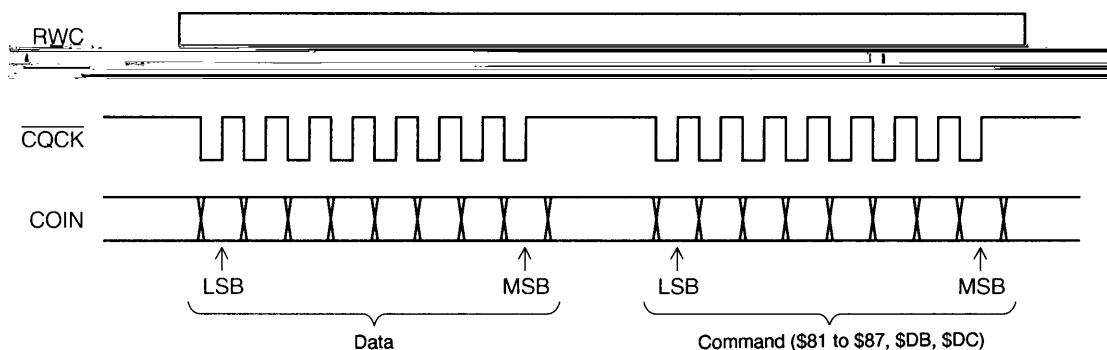 RWC
CQCK
COIN
LSB MSB LSB MSB
Data Command ($81 to $87, $DB, $DC)